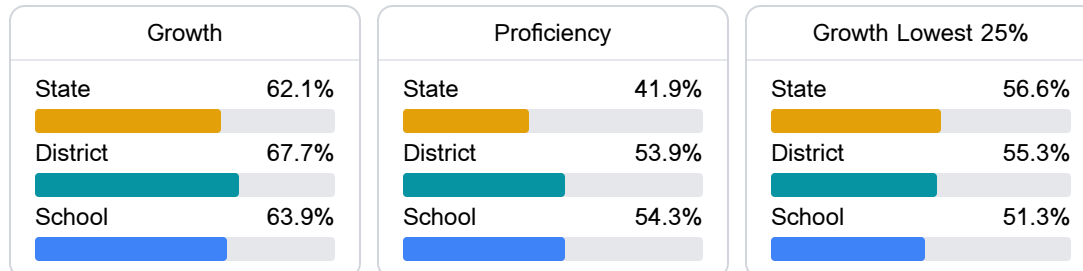 Growth
State 62.1%
District 67.7%
School 63.9%
Proficiency
State 41.9%
District 53.9%
School 54.3%
Growth Lowest 25%
State 56.6%
District 55.3%
School 51.3%